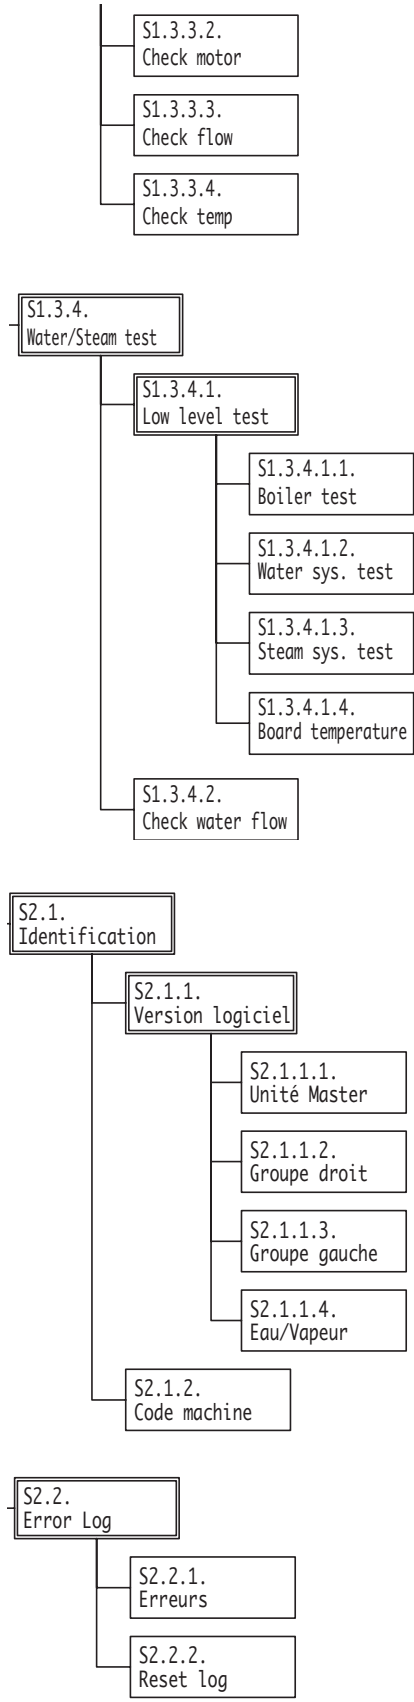 S1.3.3.2.
Check motor
S1.3.3.3.
Check flow
S1.3.3.4.
Check temp
S1.3.4.
Water/Steam test
S1.3.4.1.
Low level test
S1.3.4.1.1.
Boiler test
S1.3.4.1.2.
Water sys. test
S1.3.4.1.3.
Steam sys. test
S1.3.4.1.4.
Board temperature
S1.3.4.2.
Check water flow
S2.1.
Identification
S2.1.1.
Version logiciel
S2.1.1.1.
Unité Master
S2.1.1.2.
Groupe droit
S2.1.1.3.
Groupe gauche
S2.1.1.4.
Eau/Vapeur
S2.1.2.
Code machine
S2.2.
Error Log
S2.2.1.
Erreurs
S2.2.2.
Reset log